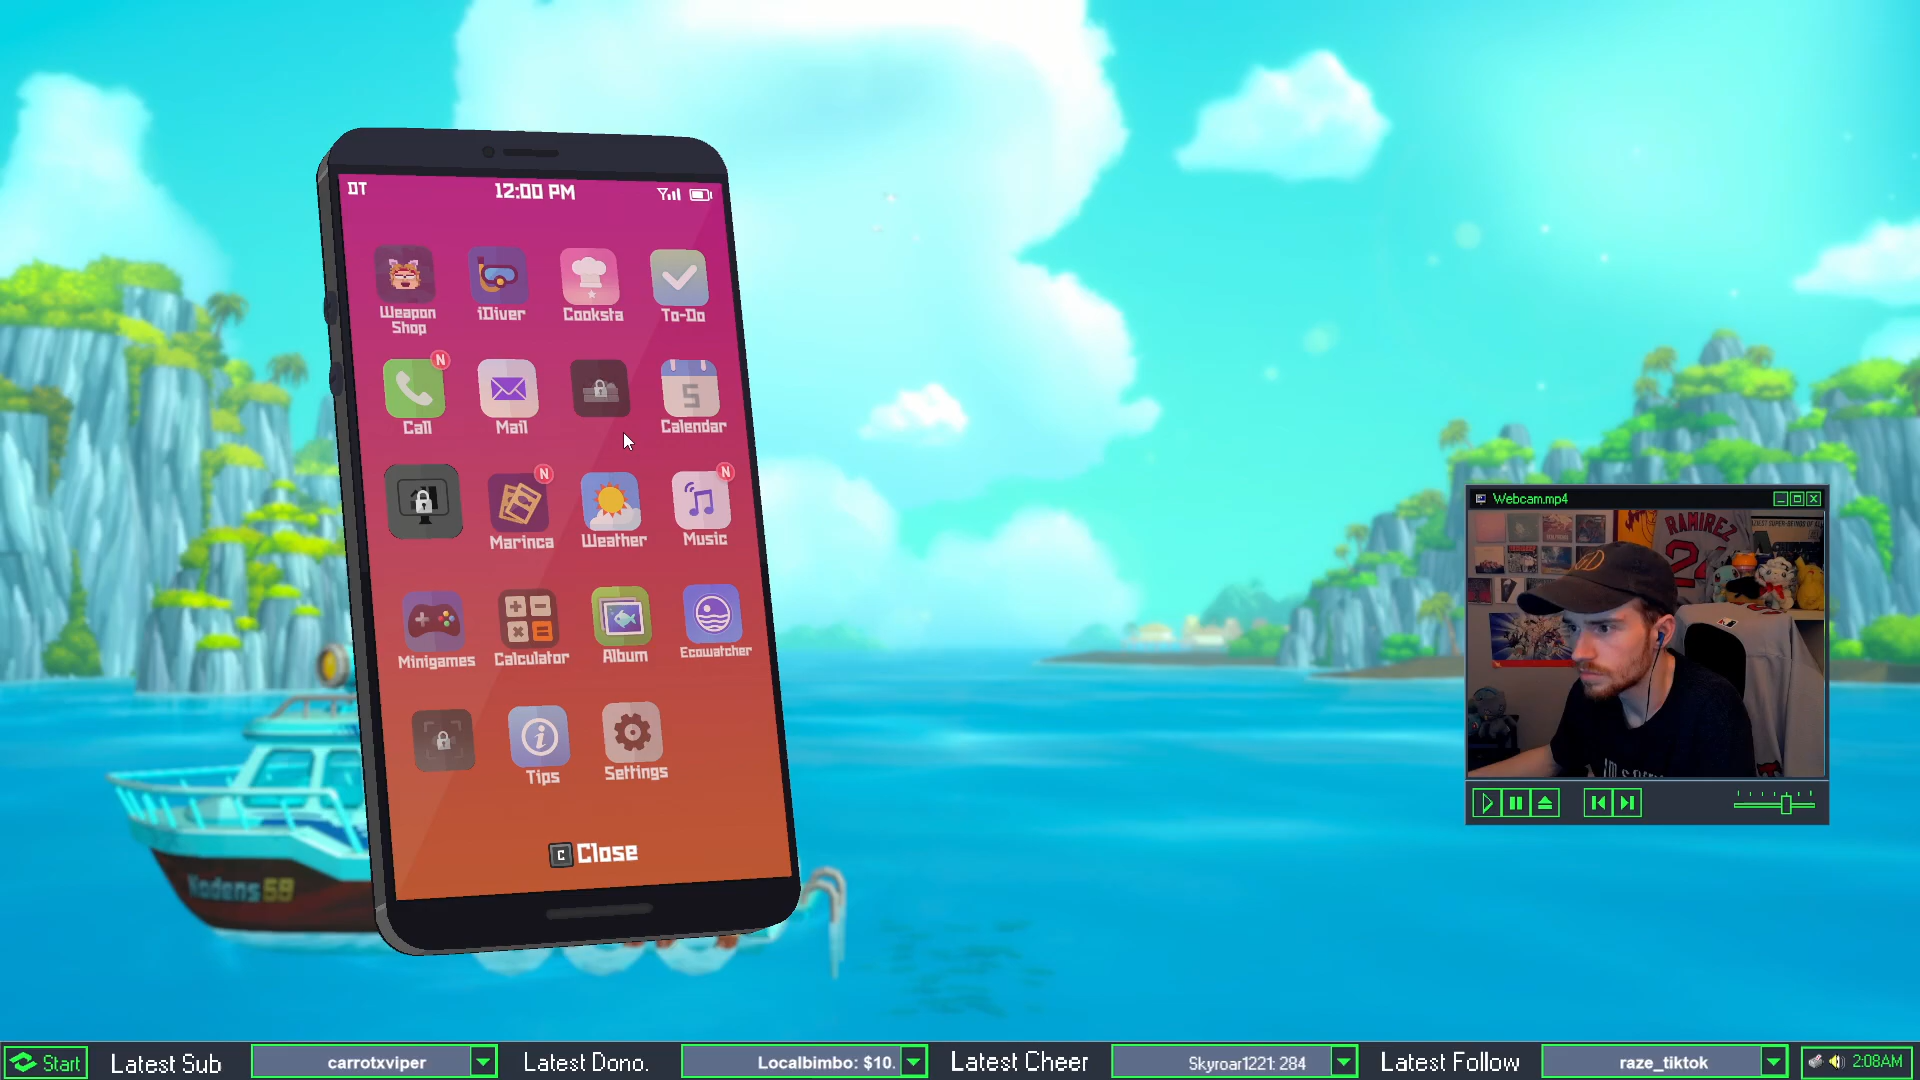 DT
12:00 PM
Weapon
Shop
iDiver
Cooksta
To-Do
N
Call
Mail
5
Calendar
N
N
Marinca
Weather
Music
Minigames
Calculator
Album
Ecowatcher
Tips
Settings
C Close
Webcam.mp4
RAMIREZ
Start
Latest Sub
carrotxviper
Latest Dono.
Localbimbo: $10.
Latest Cheer
Skyroar1221: 284
Latest Follow
raze_tiktok
2:08AM